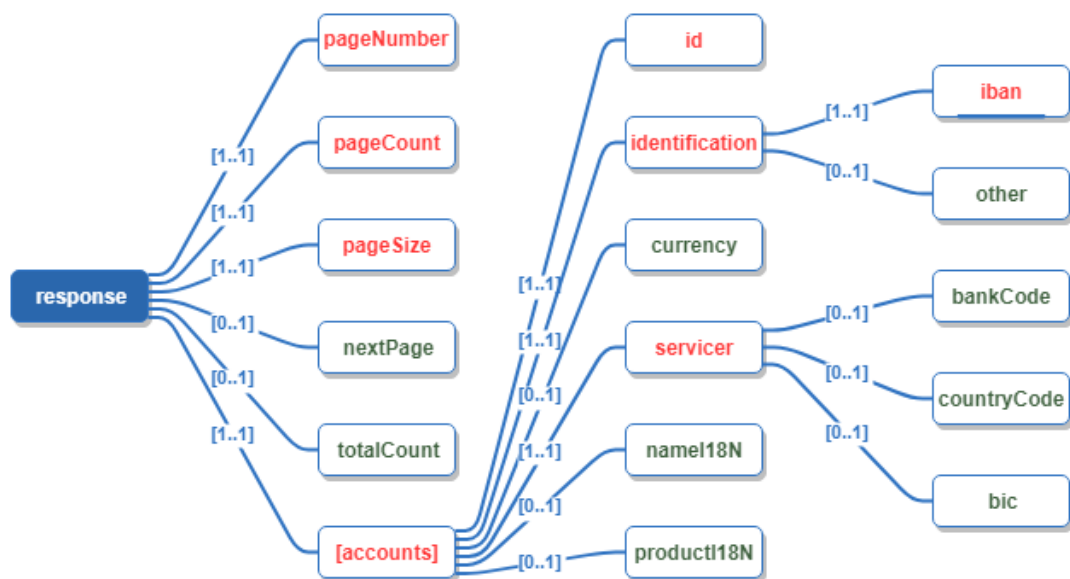 response
[1..1]
[1..1]
[1..1]
[0..1]
[0..1]
[1..1]
pageNumber
pageCount
pageSize
nextPage
totalCount
[accounts]
[1..1]
[1..1]
[0..1]
[1..1]
[0..1]
[0..1]
id
identification
currency
servicer
nameI18N
productI18N
[1..1]
[0..1]
[0..1]
[0..1]
[0..1]
iban
other
bankCode
countryCode
bic